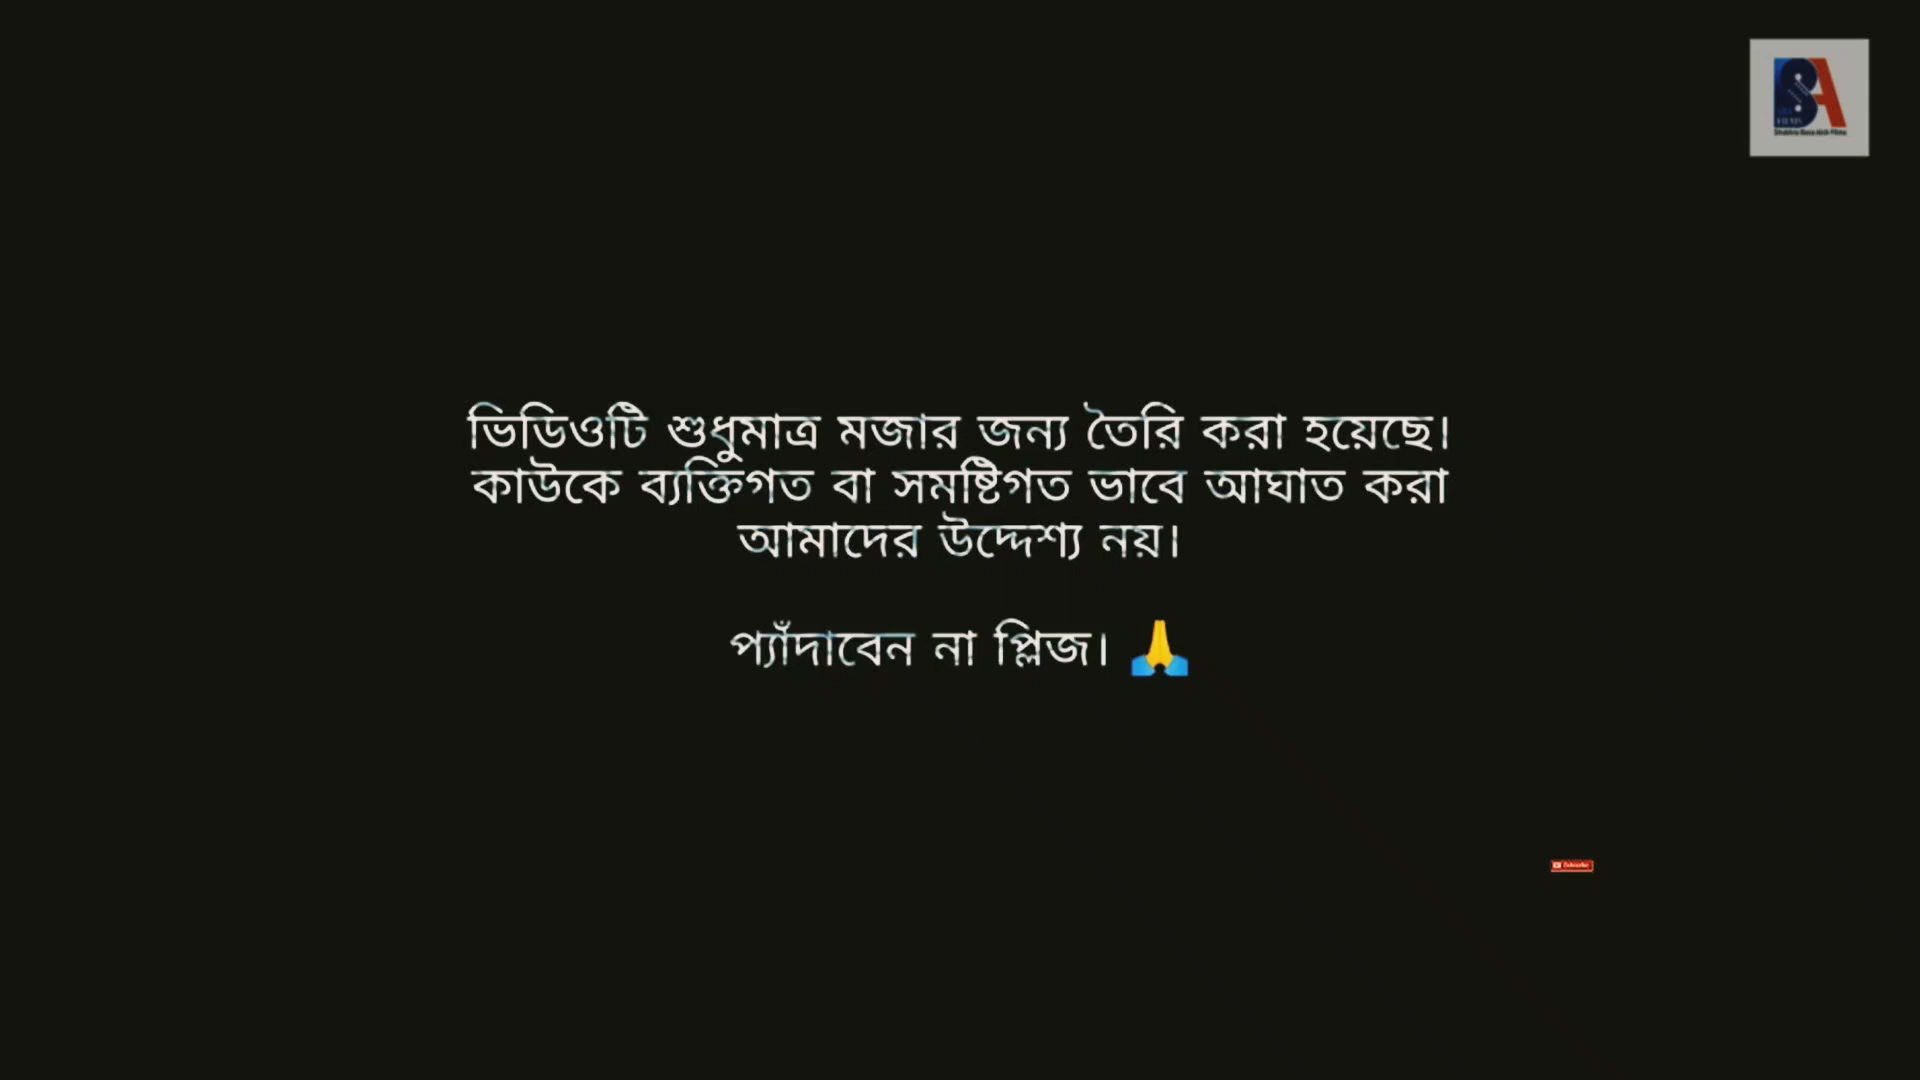 ভিডিওটি শুধুমাত্র মজার জন্য তৈরি করা হয়েছে।
কাউকে ব্যক্তিগত বা সমষ্টিগত ভাবে আঘাত করা
আমাদের উদ্দেশ্য নয়।
প্যাঁদাবেন না প্লিজ। 🙏